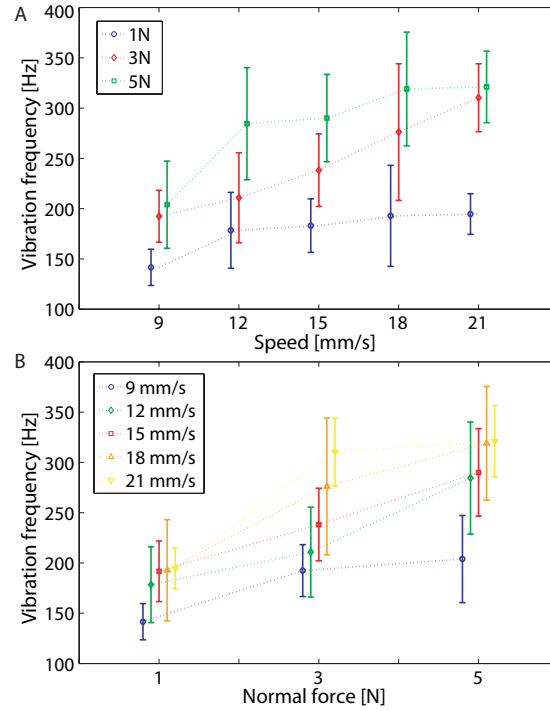 A
400
350
300
250
200
150
100
Vibration frequency [Hz]
1N
3N
5N
9 12 15 18 21
Speed [mm/s]
B
400
350
300
250
200
150
100
Vibration frequency [Hz]
9 mm/s
12 mm/s
15 mm/s
18 mm/s
21 mm/s
1 3 5
Normal force [N]